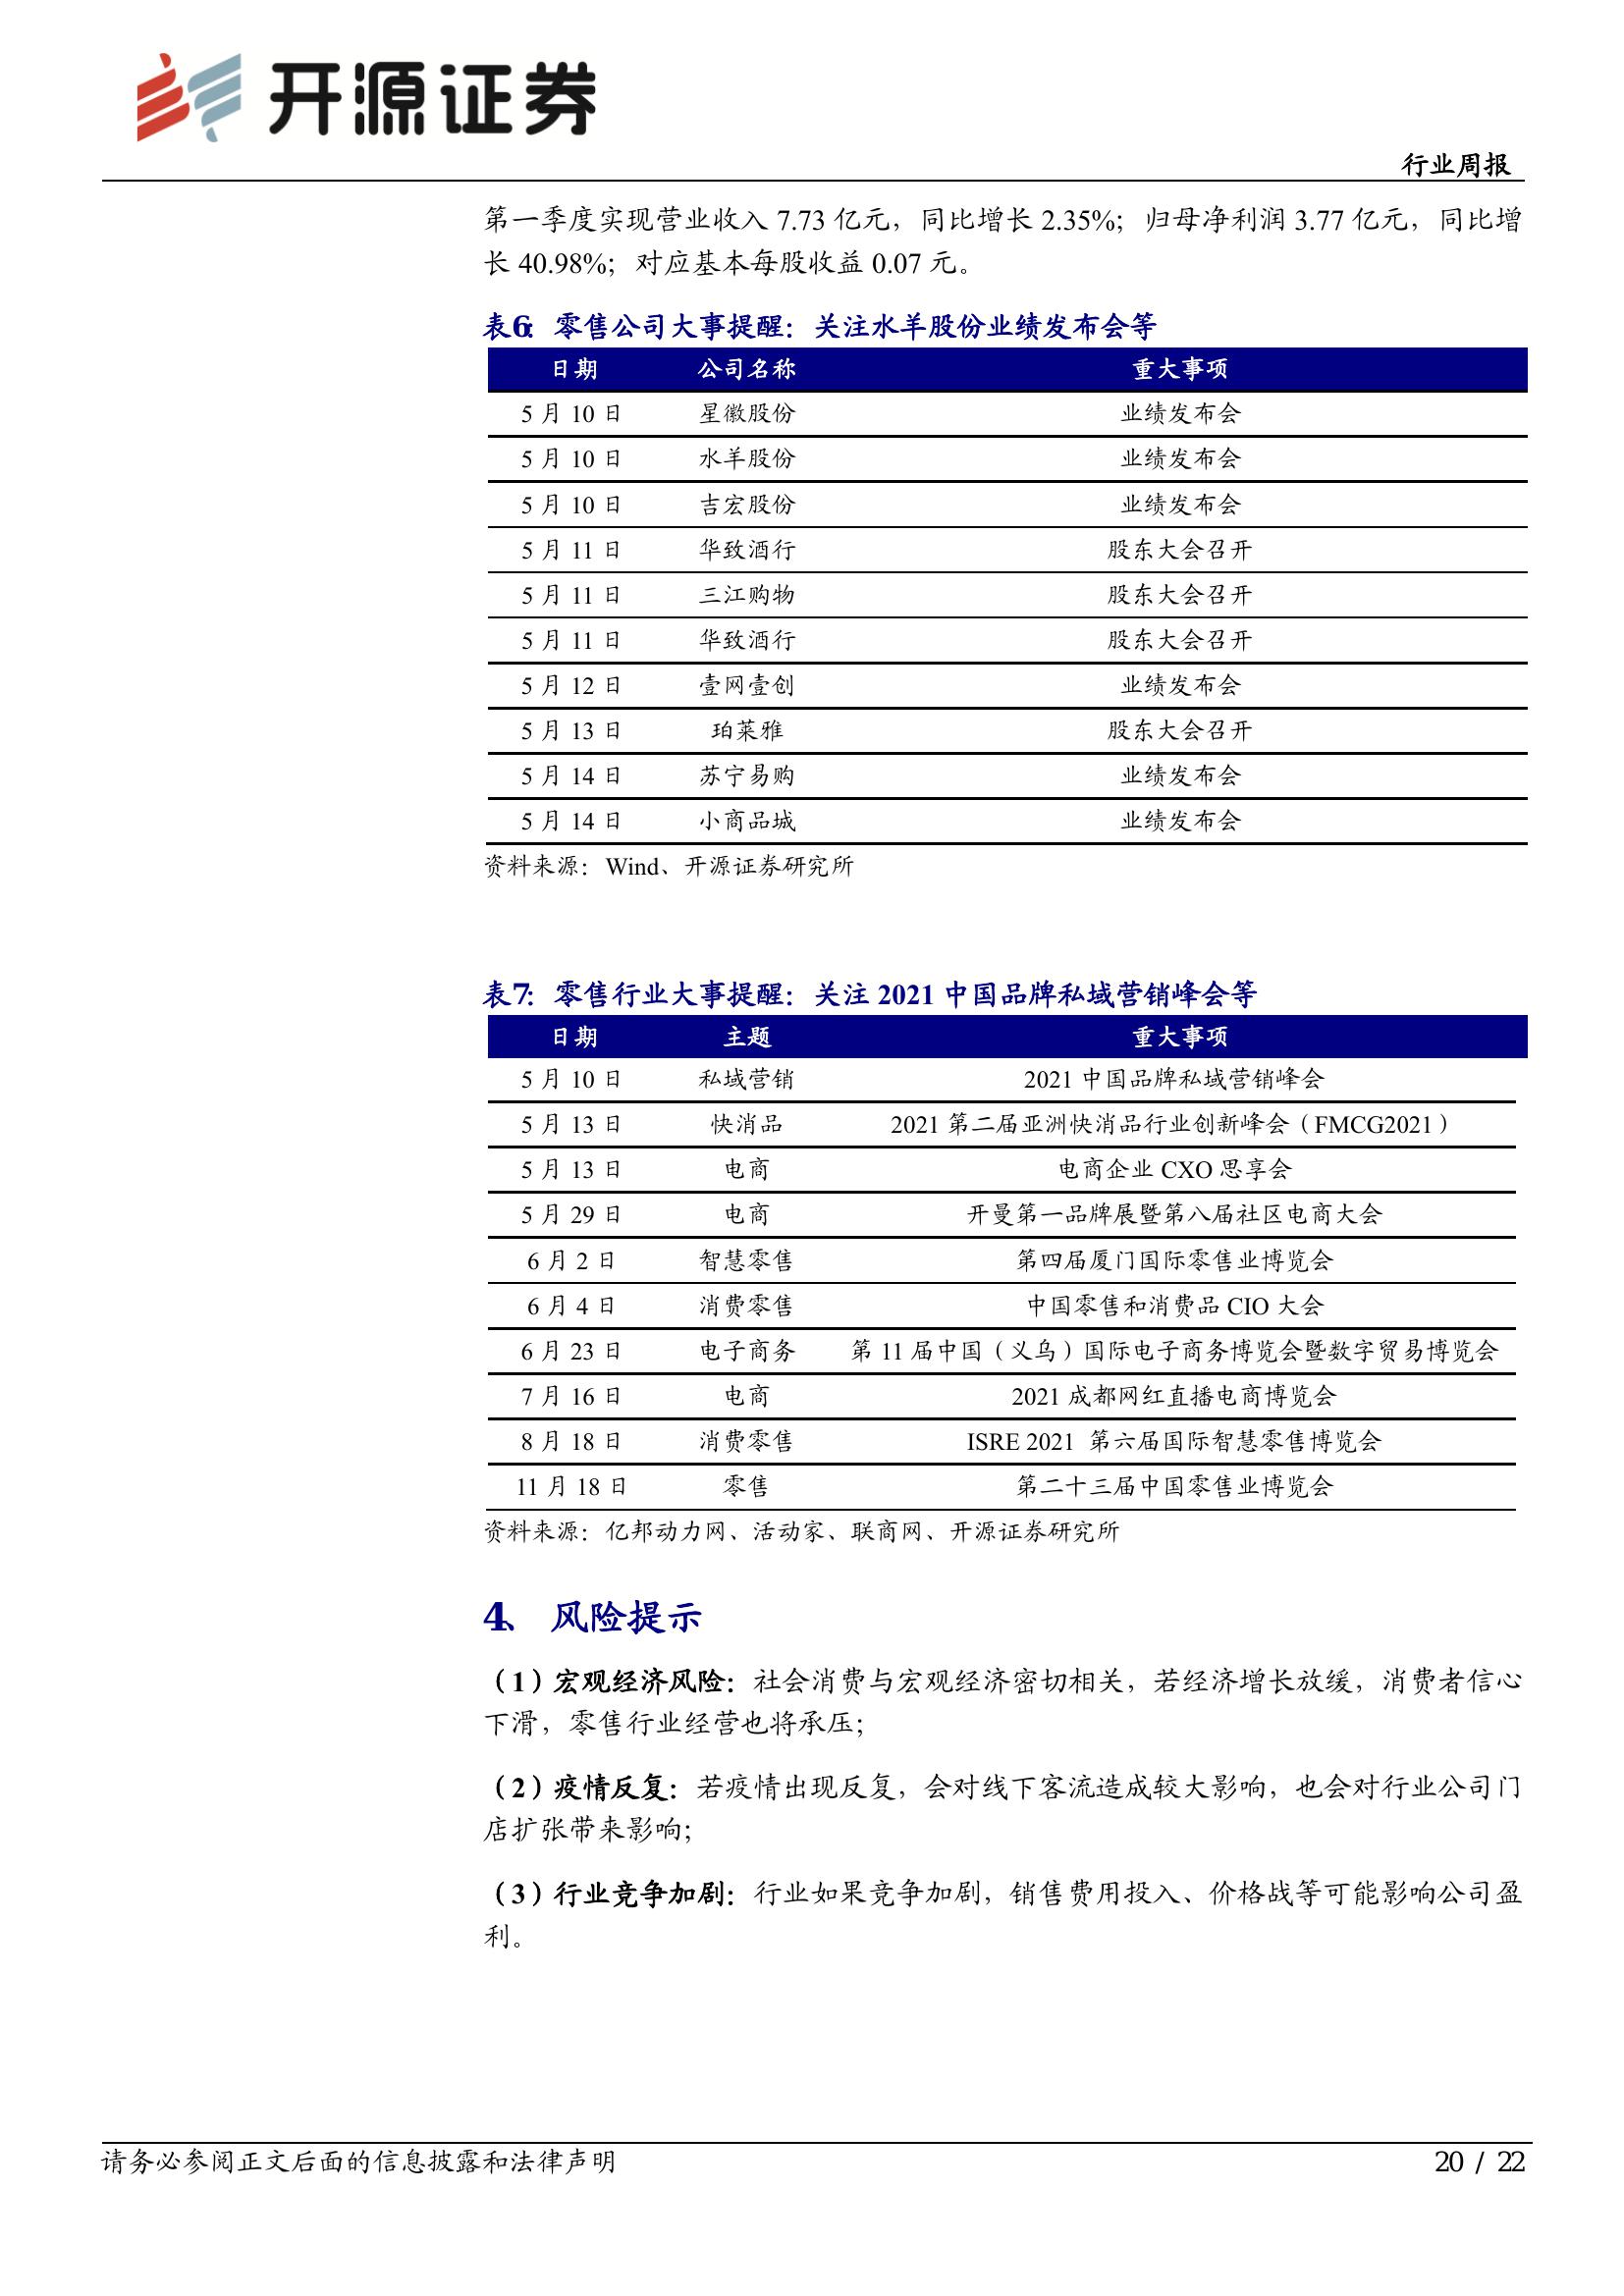 开源证券
行业周报
第一季度实现营业收入 7.73 亿元，同比增长 2.35%；归母净利润 3.77 亿元，同比增
长 40.98%；对应基本每股收益 0.07 元。
表6： 零售公司大事提醒：关注水羊股份业绩发布会等
日期 公司名称 重大事项
5 月 10 日 星徽股份 业绩发布会
5 月 10 日 水羊股份 业绩发布会
5 月 10 日 吉宏股份 业绩发布会
5 月 11 日 华致酒行 股东大会召开
5 月 11 日 三江购物 股东大会召开
5 月 11 日 华致酒行 股东大会召开
5 月 12 日 壹网壹创 业绩发布会
5 月 13 日 珀莱雅 股东大会召开
5 月 14 日 苏宁易购 业绩发布会
5 月 14 日 小商品城 业绩发布会
资料来源：Wind、开源证券研究所
表7： 零售行业大事提醒：关注 2021 中国品牌私域营销峰会等
日期 主题 重大事项
5 月 10 日 私域营销 2021 中国品牌私域营销峰会
5 月 13 日 快消品 2021 第二届亚洲快消品行业创新峰会（FMCG2021）
5 月 13 日 电商 电商企业 CXO 思享会
5 月 29 日 电商 开曼第一品牌展暨第八届社区电商大会
6 月 2 日 智慧零售 第四届厦门国际零售业博览会
6 月 4 日 消费零售 中国零售和消费品 CIO 大会
6 月 23 日 电子商务 第 11 届中国（义乌）国际电子商务博览会暨数字贸易博览会
7 月 16 日 电商 2021 成都网红直播电商博览会
8 月 18 日 消费零售 ISRE 2021 第六届国际智慧零售博览会
11 月 18 日 零售 第二十三届中国零售业博览会
资料来源：亿邦动力网、活动家、联商网、开源证券研究所
4、 风险提示
（1）宏观经济风险：社会消费与宏观经济密切相关，若经济增长放缓，消费者信心
下滑，零售行业经营也将承压；
（2）疫情反复：若疫情出现反复，会对线下客流造成较大影响，也会对行业公司门
店扩张带来影响；
（3）行业竞争加剧：行业如果竞争加剧，销售费用投入、价格战等可能影响公司盈
利。
请务必参阅正文后面的信息披露和法律声明 20 / 22